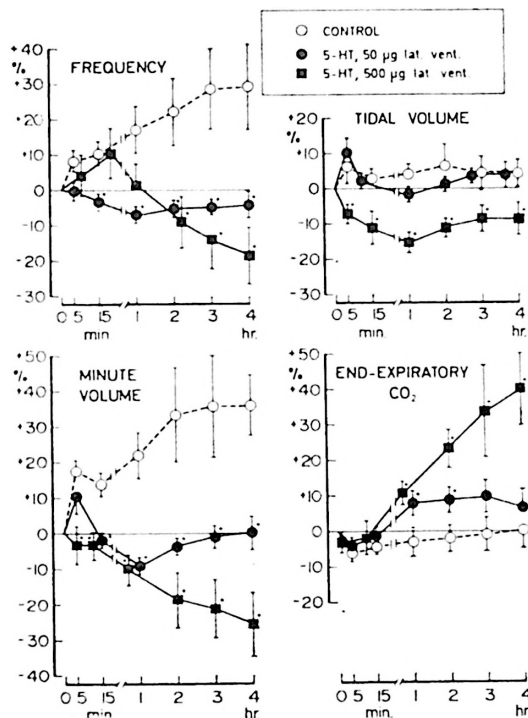 CONTROL
5-HT, 50 µg lat. vent.
5-HT, 500 µg lat. vent.
FREQUENCY
+40
%
+30
+20
+10
0
-10
-20
-30
0 5 15 1 2 3 4
min. hr.
TIDAL VOLUME
+20
%
+10
0
-10
-20
-30
0 5 15 1 2 3 4
min. hr.
MINUTE
VOLUME
+50
%
+40
+30
+20
+10
0
-10
-20
-30
-40
0 5 15 1 2 3 4
min. hr.
END-EXPIRATORY
CO₂
+50
%
+40
+30
+20
+10
0
-10
-20
0 5 15 1 2 3 4
min. hr.